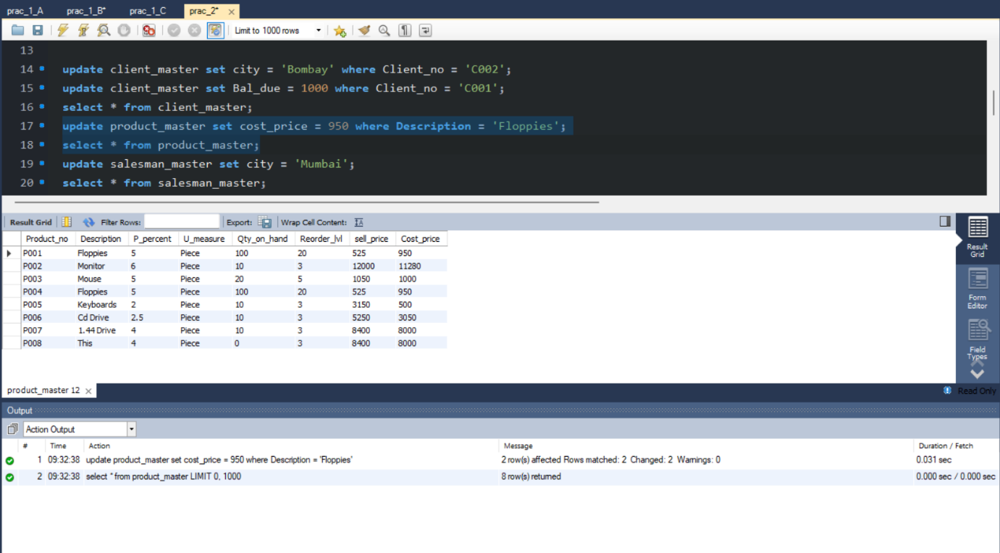 prac_1_A prac_1_B* prac_1_C prac_2* ×
Limit to 1000 rows
13
14 update client_master set city = 'Bombay' where Client_no = 'C002';
15 update client_master set Bal_due = 1000 where Client_no = 'C001';
16 select * from client_master;
17 update product_master set cost_price = 950 where Description = 'Floppies';
18 select * from product_master;
19 update salesman_master set city = 'Mumbai';
20 select * from salesman_master;
Result Grid Filter Rows: Export: Wrap Cell Content: IA
Product_no Description P_percent U_measure Qty_on_hand Reorder_lvl sell_price Cost_price
P001 Floppies 5 Piece 100 20 525 950
P002 Monitor 6 Piece 10 3 12000 11280
P003 Mouse 5 Piece 20 5 1050 1000
P004 Floppies 5 Piece 100 20 525 950
P005 Keyboards 2 Piece 10 3 3150 500
P006 Cd Drive 2.5 Piece 10 3 5250 3050
P007 1.44 Drive 4 Piece 10 3 8400 8000
P008 This 4 Piece 0 3 8400 8000
Result
Grid
Form
Editor
Field
Types
product_master 12 × Read Only
Output
Action Output
# Time Action Message Duration / Fetch
1 09:32:38 update product_master set cost_price = 950 where Description = 'Floppies' 2 row(s) affected Rows matched: 2 Changed: 2 Warnings: 0 0.031 sec
2 09:32:38 select * from product_master LIMIT 0, 1000 8 row(s) returned 0.000 sec / 0.000 sec